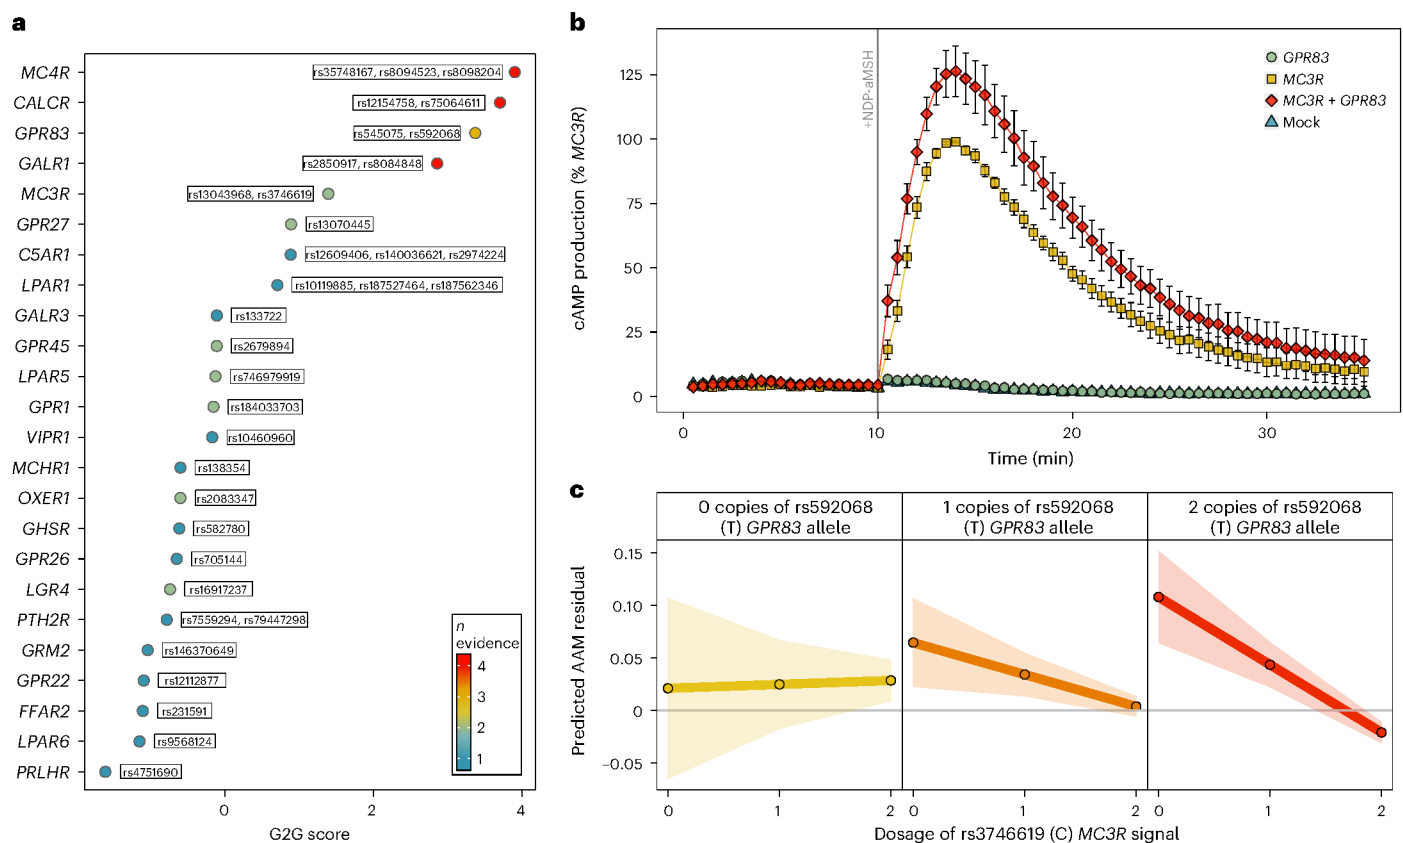 a
MC4R
rs35748167, rs8094523, rs8098204
CALCR
rs12154758, rs75064611
GPR83
rs545075, rs592068
GALR1
rs2850917, rs8084848
MC3R
rs13043968, rs3746619
GPR27
rs13070445
C5AR1
rs12609406, rs140036621, rs2974224
LPAR1
rs10119885, rs187527464, rs187562346
GALR3
rs133722
GPR45
rs2679894
LPAR5
rs746979919
GPR1
rs184033703
VIPR1
rs10460960
MCHR1
rs138354
OXER1
rs2083347
GHSR
rs582780
GPR26
rs705144
LGR4
rs16917237
PTH2R
rs7559294, rs79447298
GRM2
rs146370649
GPR22
rs12112877
FFAR2
rs231591
LPAR6
rs9568124
PRLHR
rs4751690
n
evidence
4
3
2
1
0 2 4
G2G score
b
cAMP production (% MC3R)
125
100
75
50
25
0
+NDP-aMSH
GPR83
MC3R
MC3R + GPR83
Mock
0 10 20 30
Time (min)
c
0 copies of rs592068
(T) GPR83 allele
1 copies of rs592068
(T) GPR83 allele
2 copies of rs592068
(T) GPR83 allele
Predicted AAM residual
0.15
0.10
0.05
0
–0.05
0 1 2 0 1 2 0 1 2
Dosage of rs3746619 (C) MC3R signal